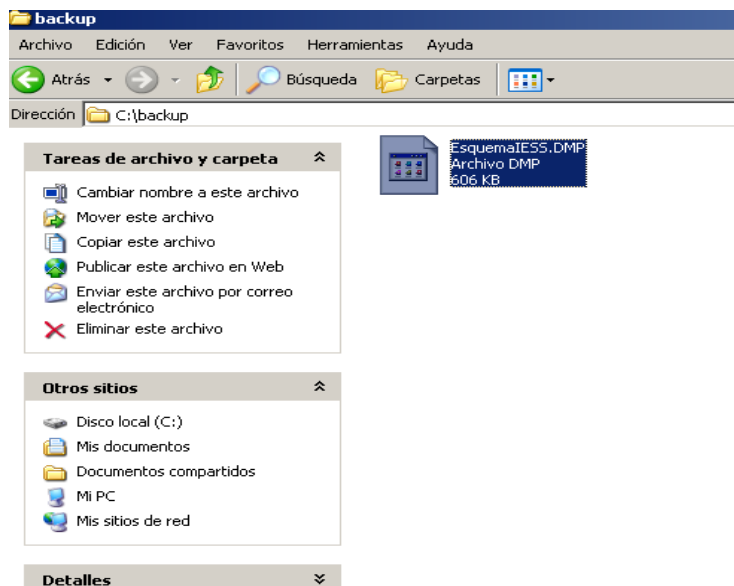 backup
Archivo Edición Ver Favoritos Herramientas Ayuda
Atrás Búsqueda Carpetas
Dirección C:\backup
Tareas de archivo y carpeta
Cambiar nombre a este archivo
Mover este archivo
Copiar este archivo
Publicar este archivo en Web
Enviar este archivo por correo
electrónico
Eliminar este archivo
Otros sitios
Disco local (C:)
Mis documentos
Documentos compartidos
Mi PC
Mis sitios de red
Detalles
EsquemaIESS.DMP
Archivo DMP
606 KB